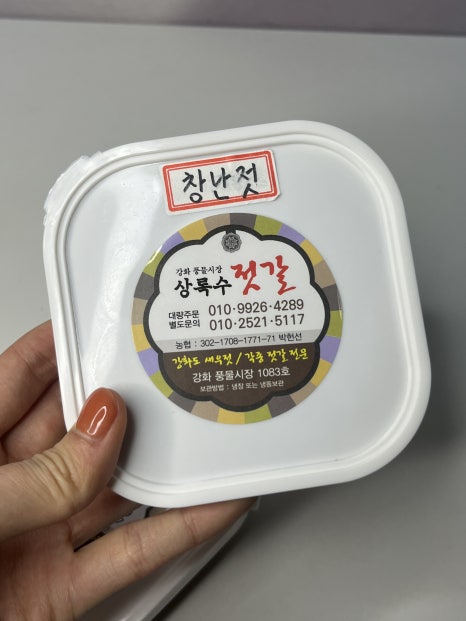 창난젓
강화 풍물시장
상록수 젓갈
대량주문 010·9926·4289
별도문의 010·2521·5117
농협 : 302-1708-1771-71 박헌선
강화도 새우젓 / 각종 젓갈 전문
강화 풍물시장 1083호
보관방법 : 냉장 또는 냉동보관